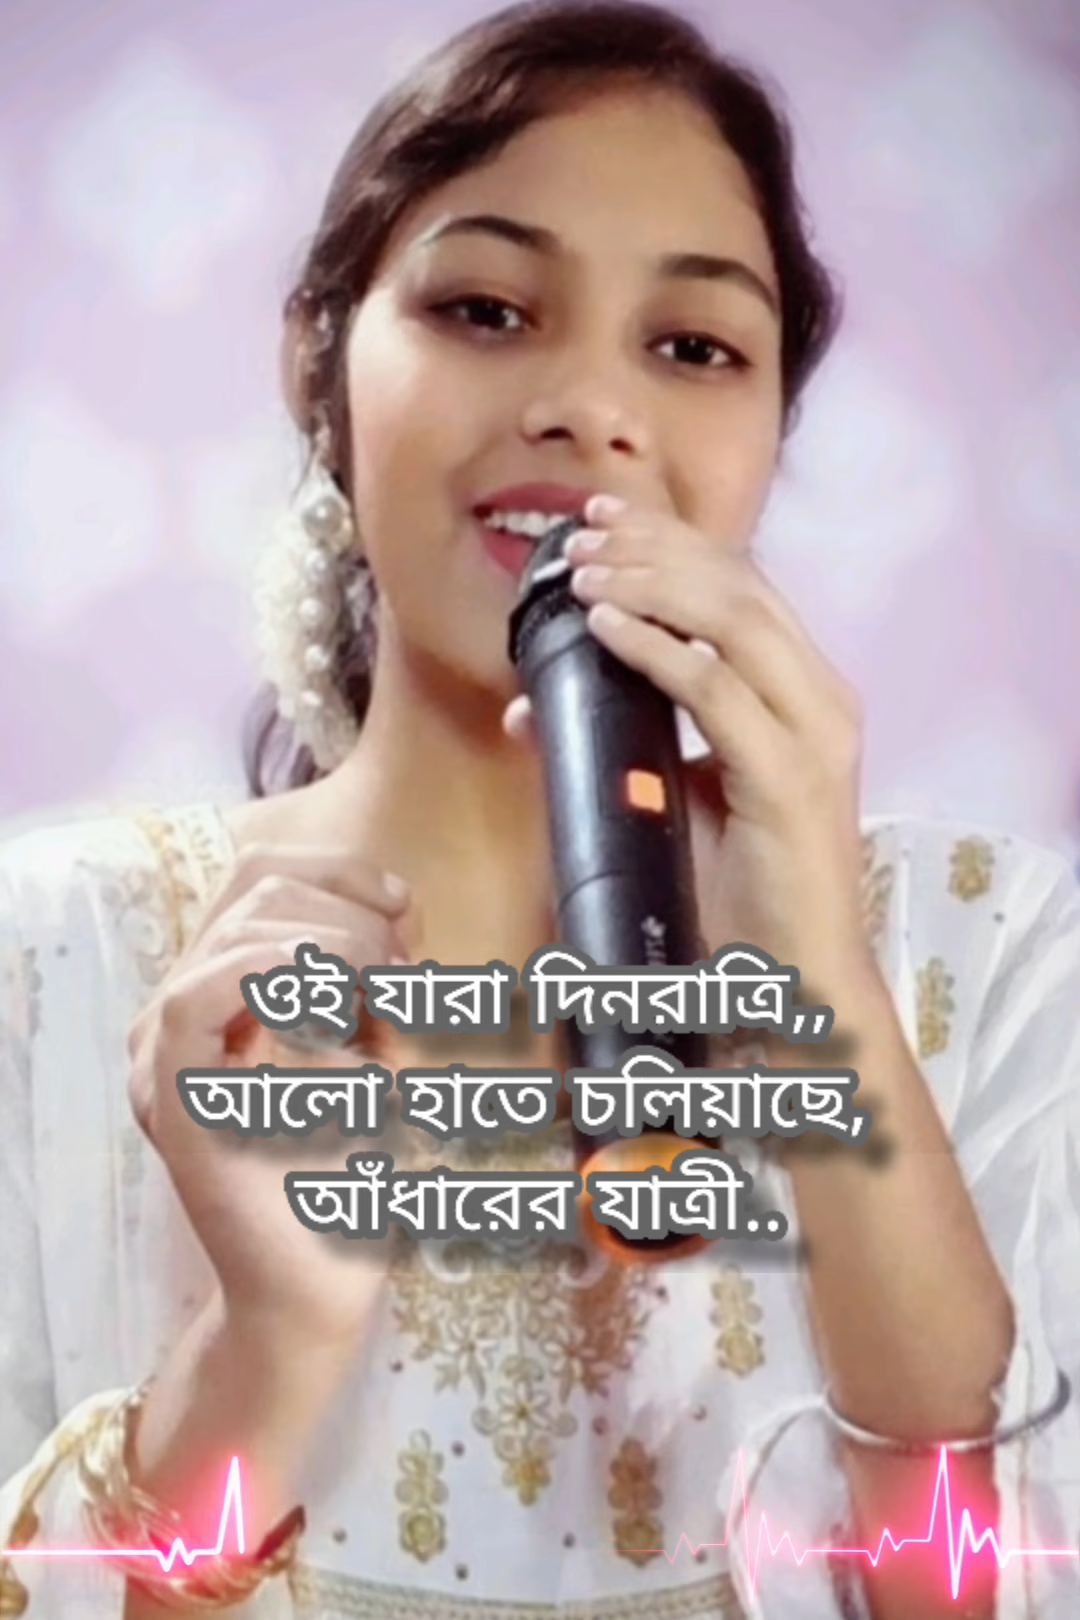 ওই যারা দিনরাত্রি,,
আলো হাতে চলিয়াছে,
আঁধারের যাত্রী..